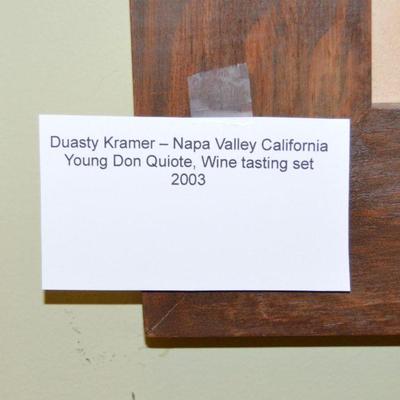 Duasty Kramer – Napa Valley California
Young Don Quiote, Wine tasting set
2003